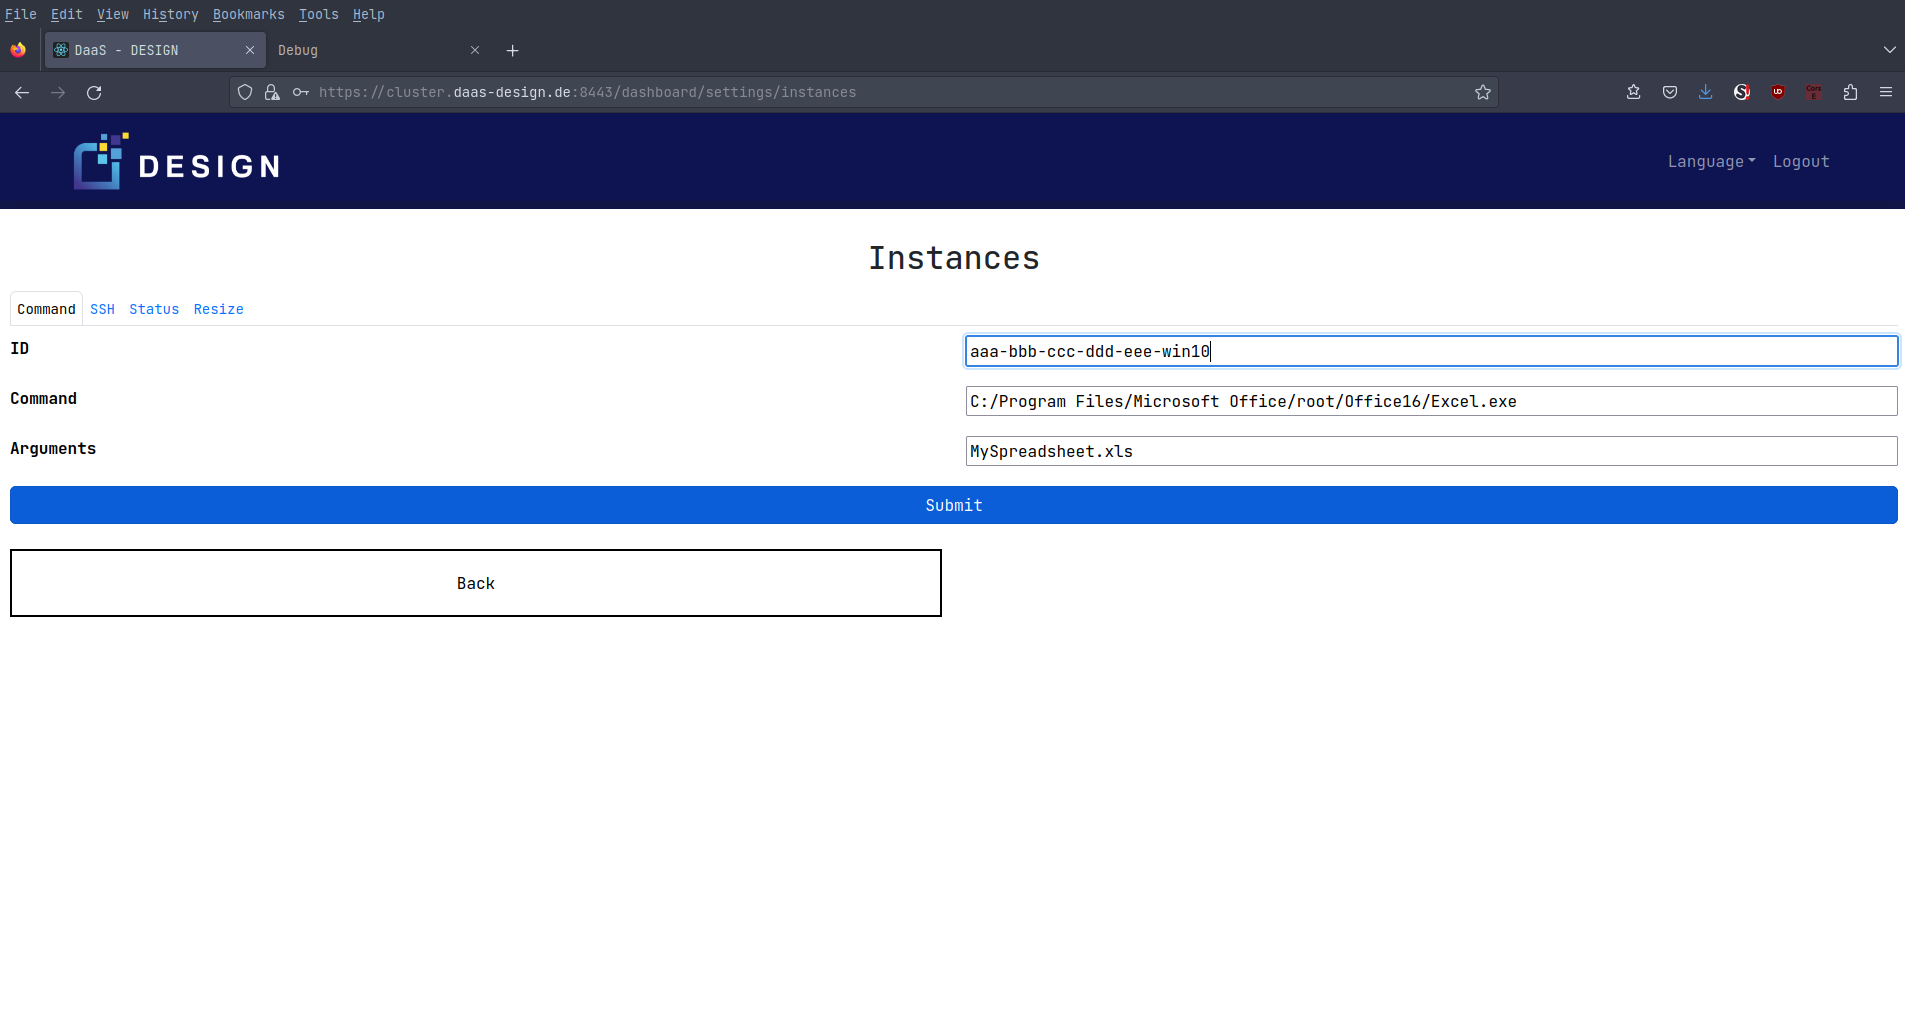 File Edit View History Bookmarks Tools Help
DaaS - DESIGN Debug
https://cluster.daas-design.de:8443/dashboard/settings/instances
DESIGN Language Logout
Instances
Command SSH Status Resize
ID aaa-bbb-ccc-ddd-eee-win10
Command C:/Program Files/Microsoft Office/root/Office16/Excel.exe
Arguments MySpreadsheet.xls
Submit
Back